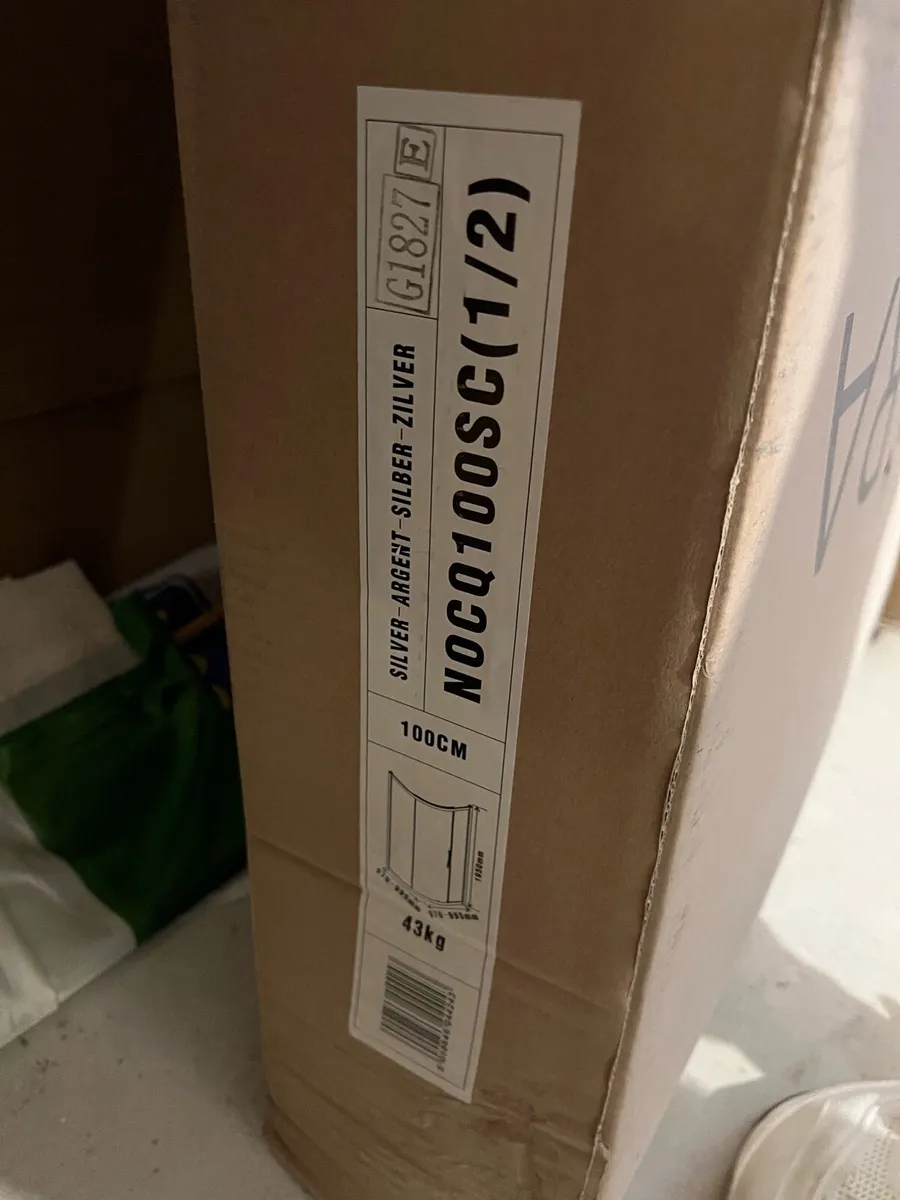 G1827 E
SILVER-ARGENT-SILBER-ZILVER
NOCQ100SC(1/2)
100CM
43kg